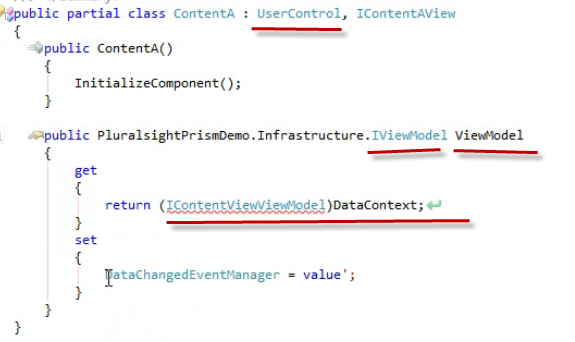 public partial class ContentA : UserControl, IContentAView
{
public ContentA()
{
InitializeComponent();
}
public PluralsightPrismDemo.Infrastructure.IViewModel ViewModel
{
get
{
return (IContentViewViewModel)DataContext;
}
set
{
DataChangedEventManager = value';
}
}
}